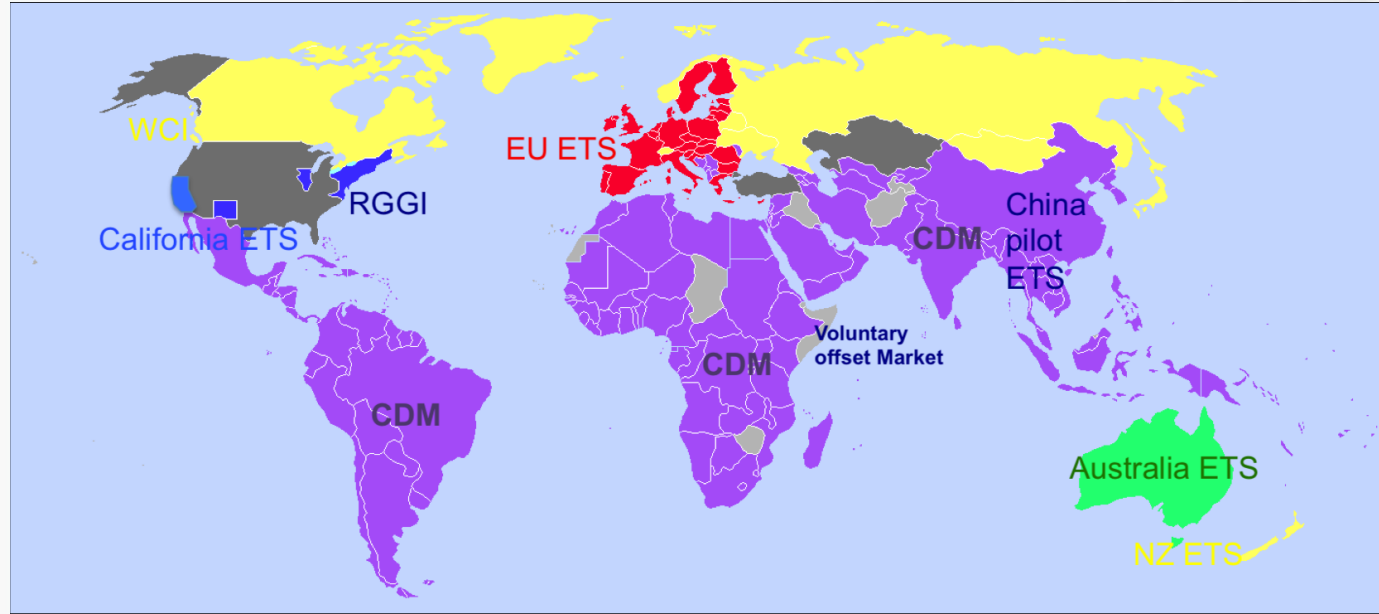 WCI
EU ETS
RGGI
California ETS
China
pilot
ETS
CDM
Voluntary
offset Market
CDM
CDM
Australia ETS
NZ ETS